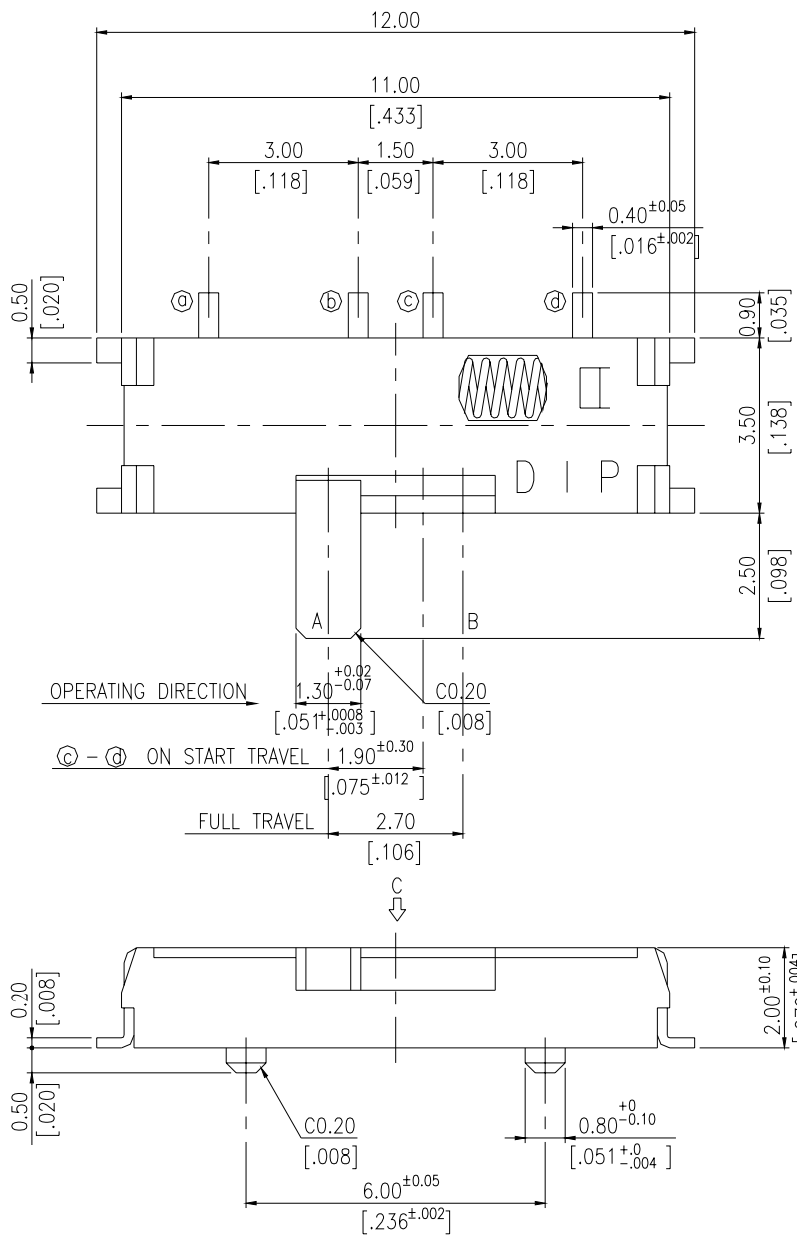 12.00
11.00
[.433]
3.00 1.50 3.00
[.118] [.059] [.118]
0.40±0.05
[.016±.002]
0.50
[.020]
ⓐ ⓑ ⓒ ⓓ
0.90
[.035]
3.50
[.138]
DIP
2.50
[.098]
A B
OPERATING DIRECTION
1.30+0.02-0.07
[.051+.0008-.003]
C0.20
[.008]
ⓒ - ⓓ ON START TRAVEL 1.90±0.30
[.075±.012]
FULL TRAVEL 2.70
[.106]
C
0.20
[.008]
2.00±0.10
0.50
[.020]
C0.20
[.008]
0.80+0-0.10
[.051+.0-.004]
6.00±0.05
[.236±.002]